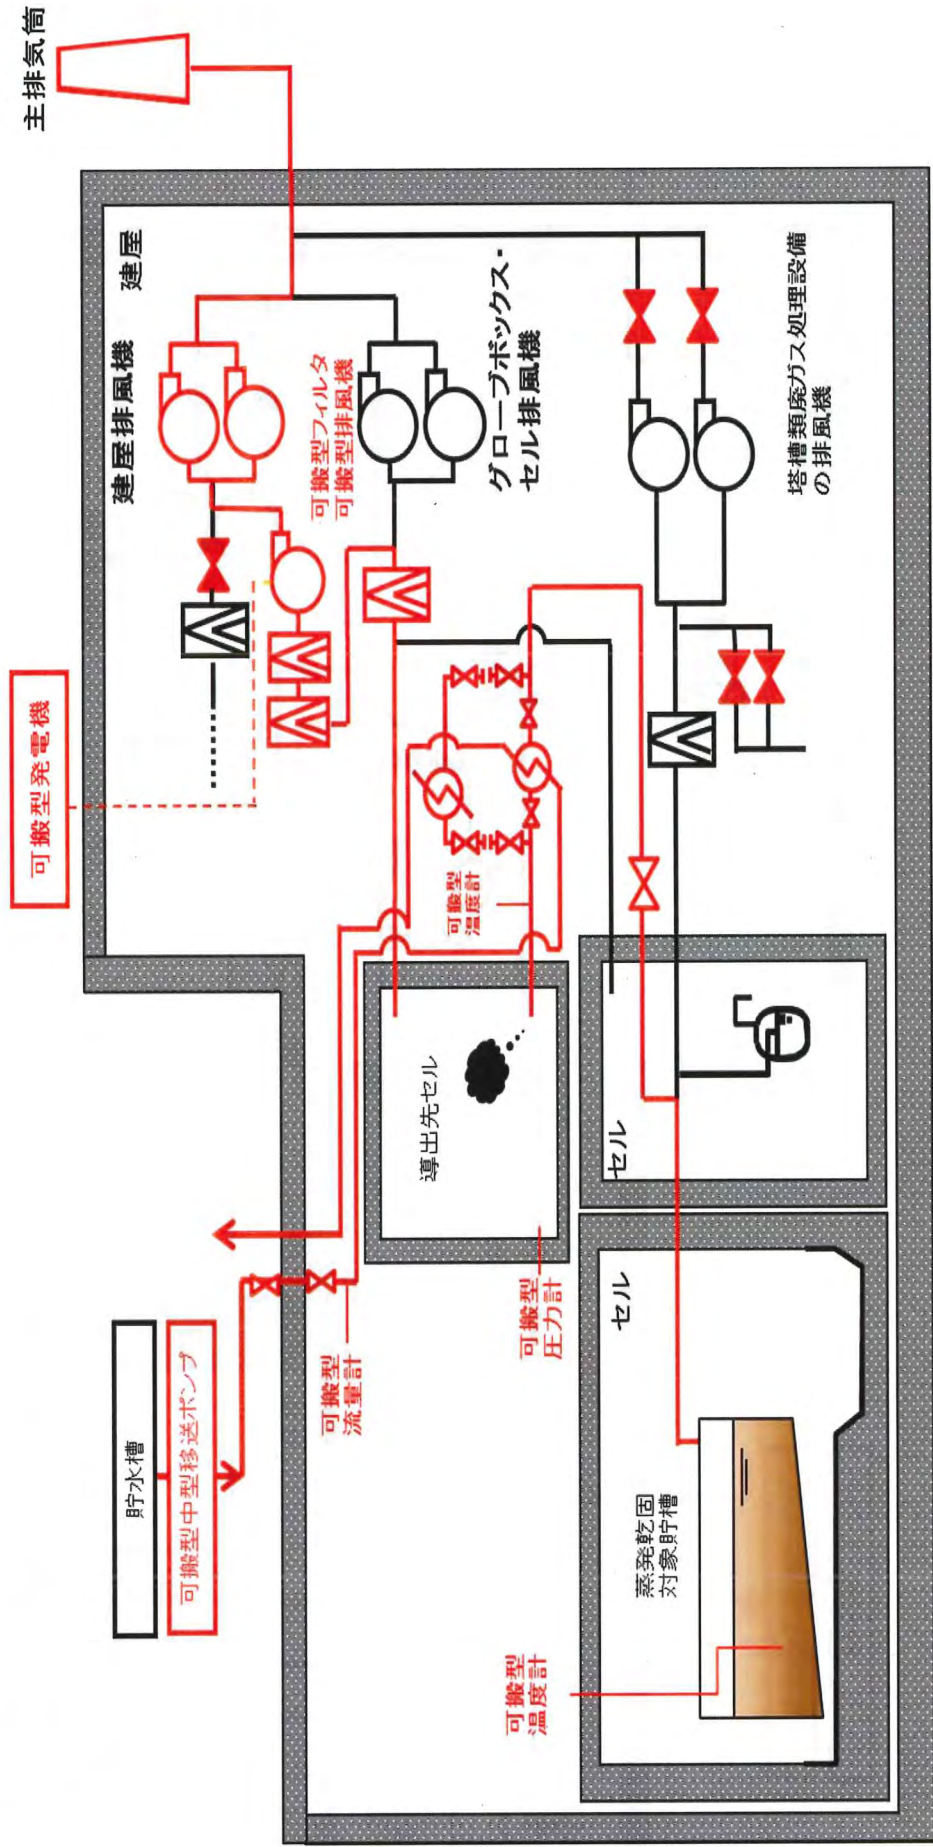 主排気筒
建屋
建屋排風機
可搬型フィルタ
可搬型排風機
グローブボックス・
セル排風機
塔槽類廃ガス処理設備
の排風機
可搬型発電機
可搬型
温度計
導出先セル
セル
貯水槽
可搬型中型移送ポンプ
可搬型
流量計
可搬型
圧力計
セル
蒸発乾固
対象貯槽
可搬型
温度計